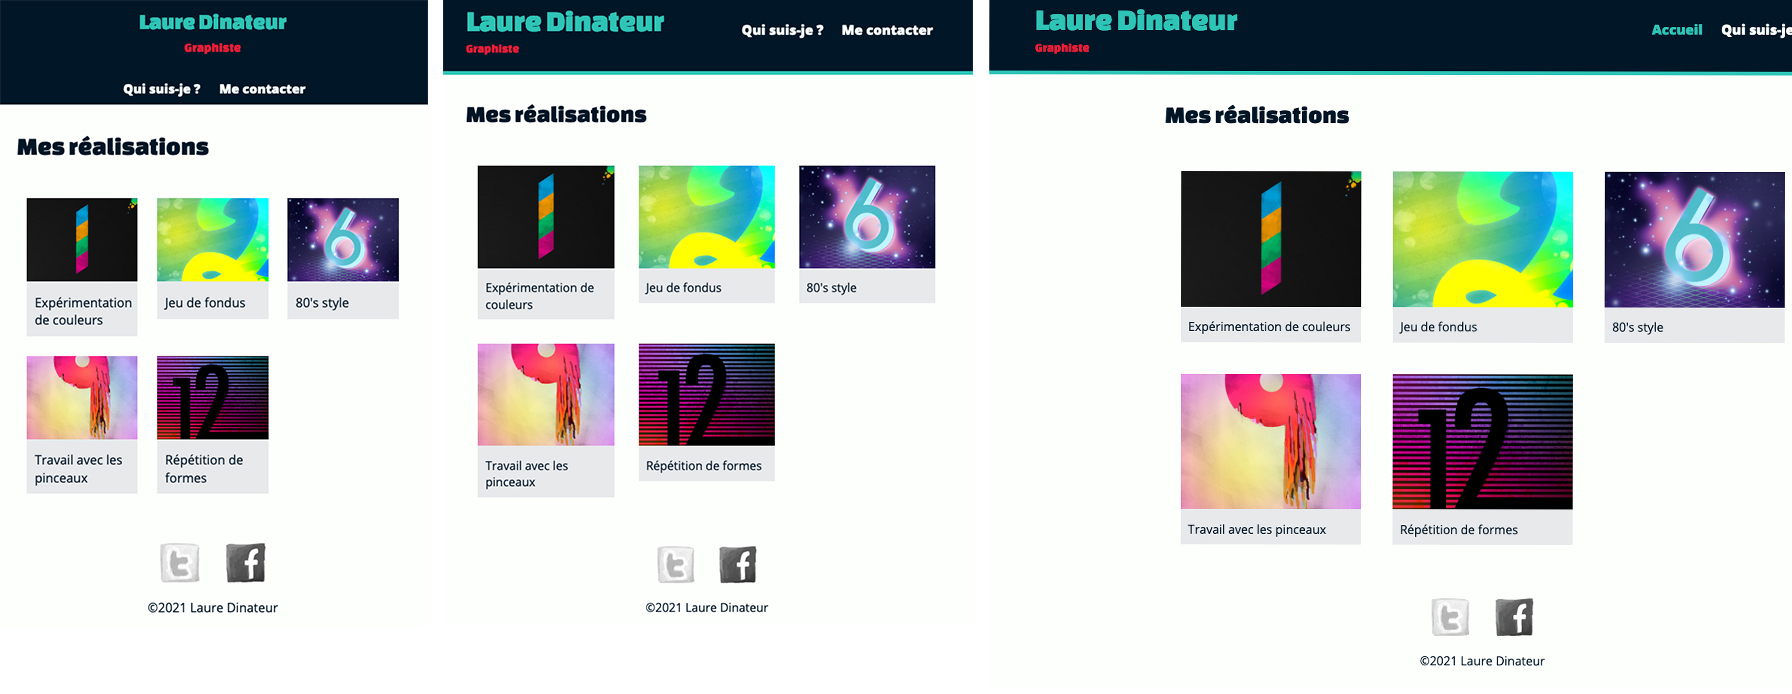 Laure Dinateur
Graphiste
Qui suis-je ? Me contacter
Mes réalisations
Expérimentation
de couleurs
Jeu de fondus
80's style
Travail avec les
pinceaux
Répétition de
formes
©2021 Laure Dinateur
Laure Dinateur
Graphiste
Qui suis-je ? Me contacter
Mes réalisations
Expérimentation de
couleurs
Jeu de fondus
80's style
Travail avec les
pinceaux
Répétition de formes
©2021 Laure Dinateur
Laure Dinateur
Graphiste
Accueil Qui suis-je
Mes réalisations
Expérimentation de couleurs
Jeu de fondus
80's style
Travail avec les pinceaux
Répétition de formes
©2021 Laure Dinateur